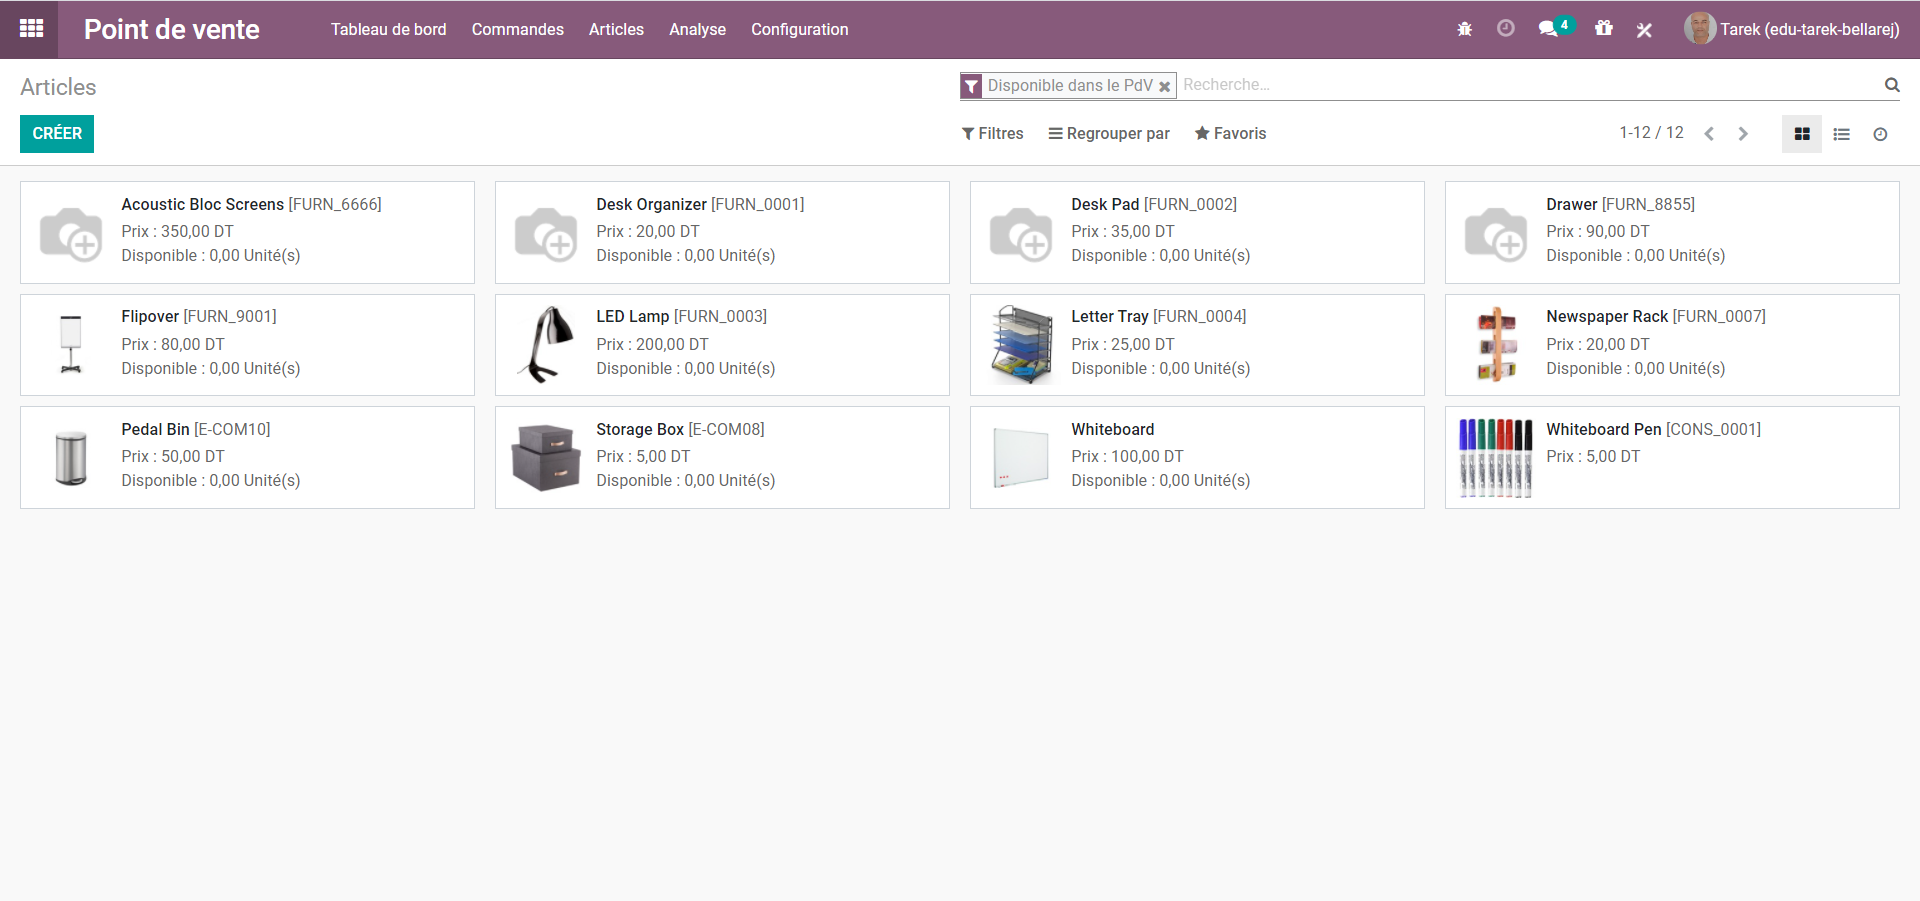 Point de vente Tableau de bord Commandes Articles Analyse Configuration 4 Tarek (edu-tarek-bellarej)
Articles
Disponible dans le PdV Recherche...
CRÉER
Filtres Regrouper par Favoris
1-12 / 12
Acoustic Bloc Screens [FURN_6666]
Prix : 350,00 DT
Disponible : 0,00 Unité(s)
Desk Organizer [FURN_0001]
Prix : 20,00 DT
Disponible : 0,00 Unité(s)
Desk Pad [FURN_0002]
Prix : 35,00 DT
Disponible : 0,00 Unité(s)
Drawer [FURN_8855]
Prix : 90,00 DT
Disponible : 0,00 Unité(s)
Flipover [FURN_9001]
Prix : 80,00 DT
Disponible : 0,00 Unité(s)
LED Lamp [FURN_0003]
Prix : 200,00 DT
Disponible : 0,00 Unité(s)
Letter Tray [FURN_0004]
Prix : 25,00 DT
Disponible : 0,00 Unité(s)
Newspaper Rack [FURN_0007]
Prix : 20,00 DT
Disponible : 0,00 Unité(s)
Pedal Bin [E-COM10]
Prix : 50,00 DT
Disponible : 0,00 Unité(s)
Storage Box [E-COM08]
Prix : 5,00 DT
Disponible : 0,00 Unité(s)
Whiteboard
Prix : 100,00 DT
Disponible : 0,00 Unité(s)
Whiteboard Pen [CONS_0001]
Prix : 5,00 DT